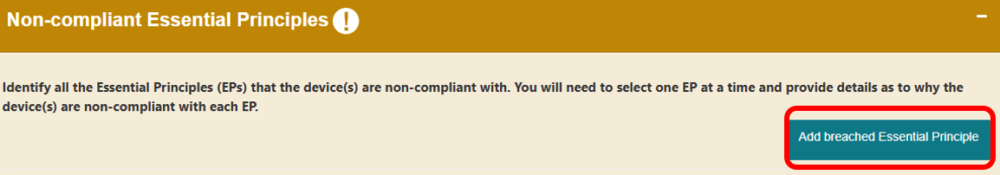 Non-compliant Essential Principles !
Identify all the Essential Principles (EPs) that the device(s) are non-compliant with. You will need to select one EP at a time and provide details as to why the
device(s) are non-compliant with each EP.
Add breached Essential Principle